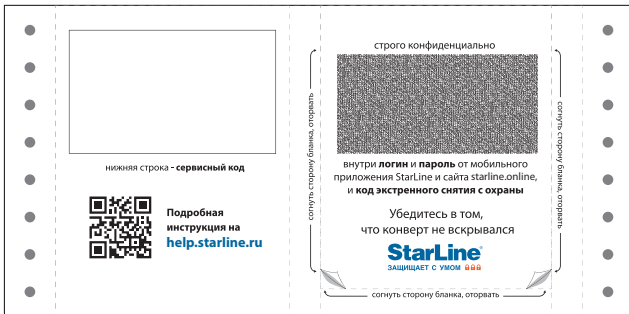 нижняя строка - сервисный код
Подробная
инструкция на
help.starline.ru
строго конфиденциально
согнуть сторону бланка, оторвать
согнуть сторону бланка, оторвать
внутри логин и пароль от мобильного
приложения StarLine и сайта starline.online,
и код экстренного снятия с охраны
Убедитесь в том,
что конверт не вскрывался
StarLine®
ЗАЩИЩАЕТ С УМОМ
согнуть сторону бланка, оторвать